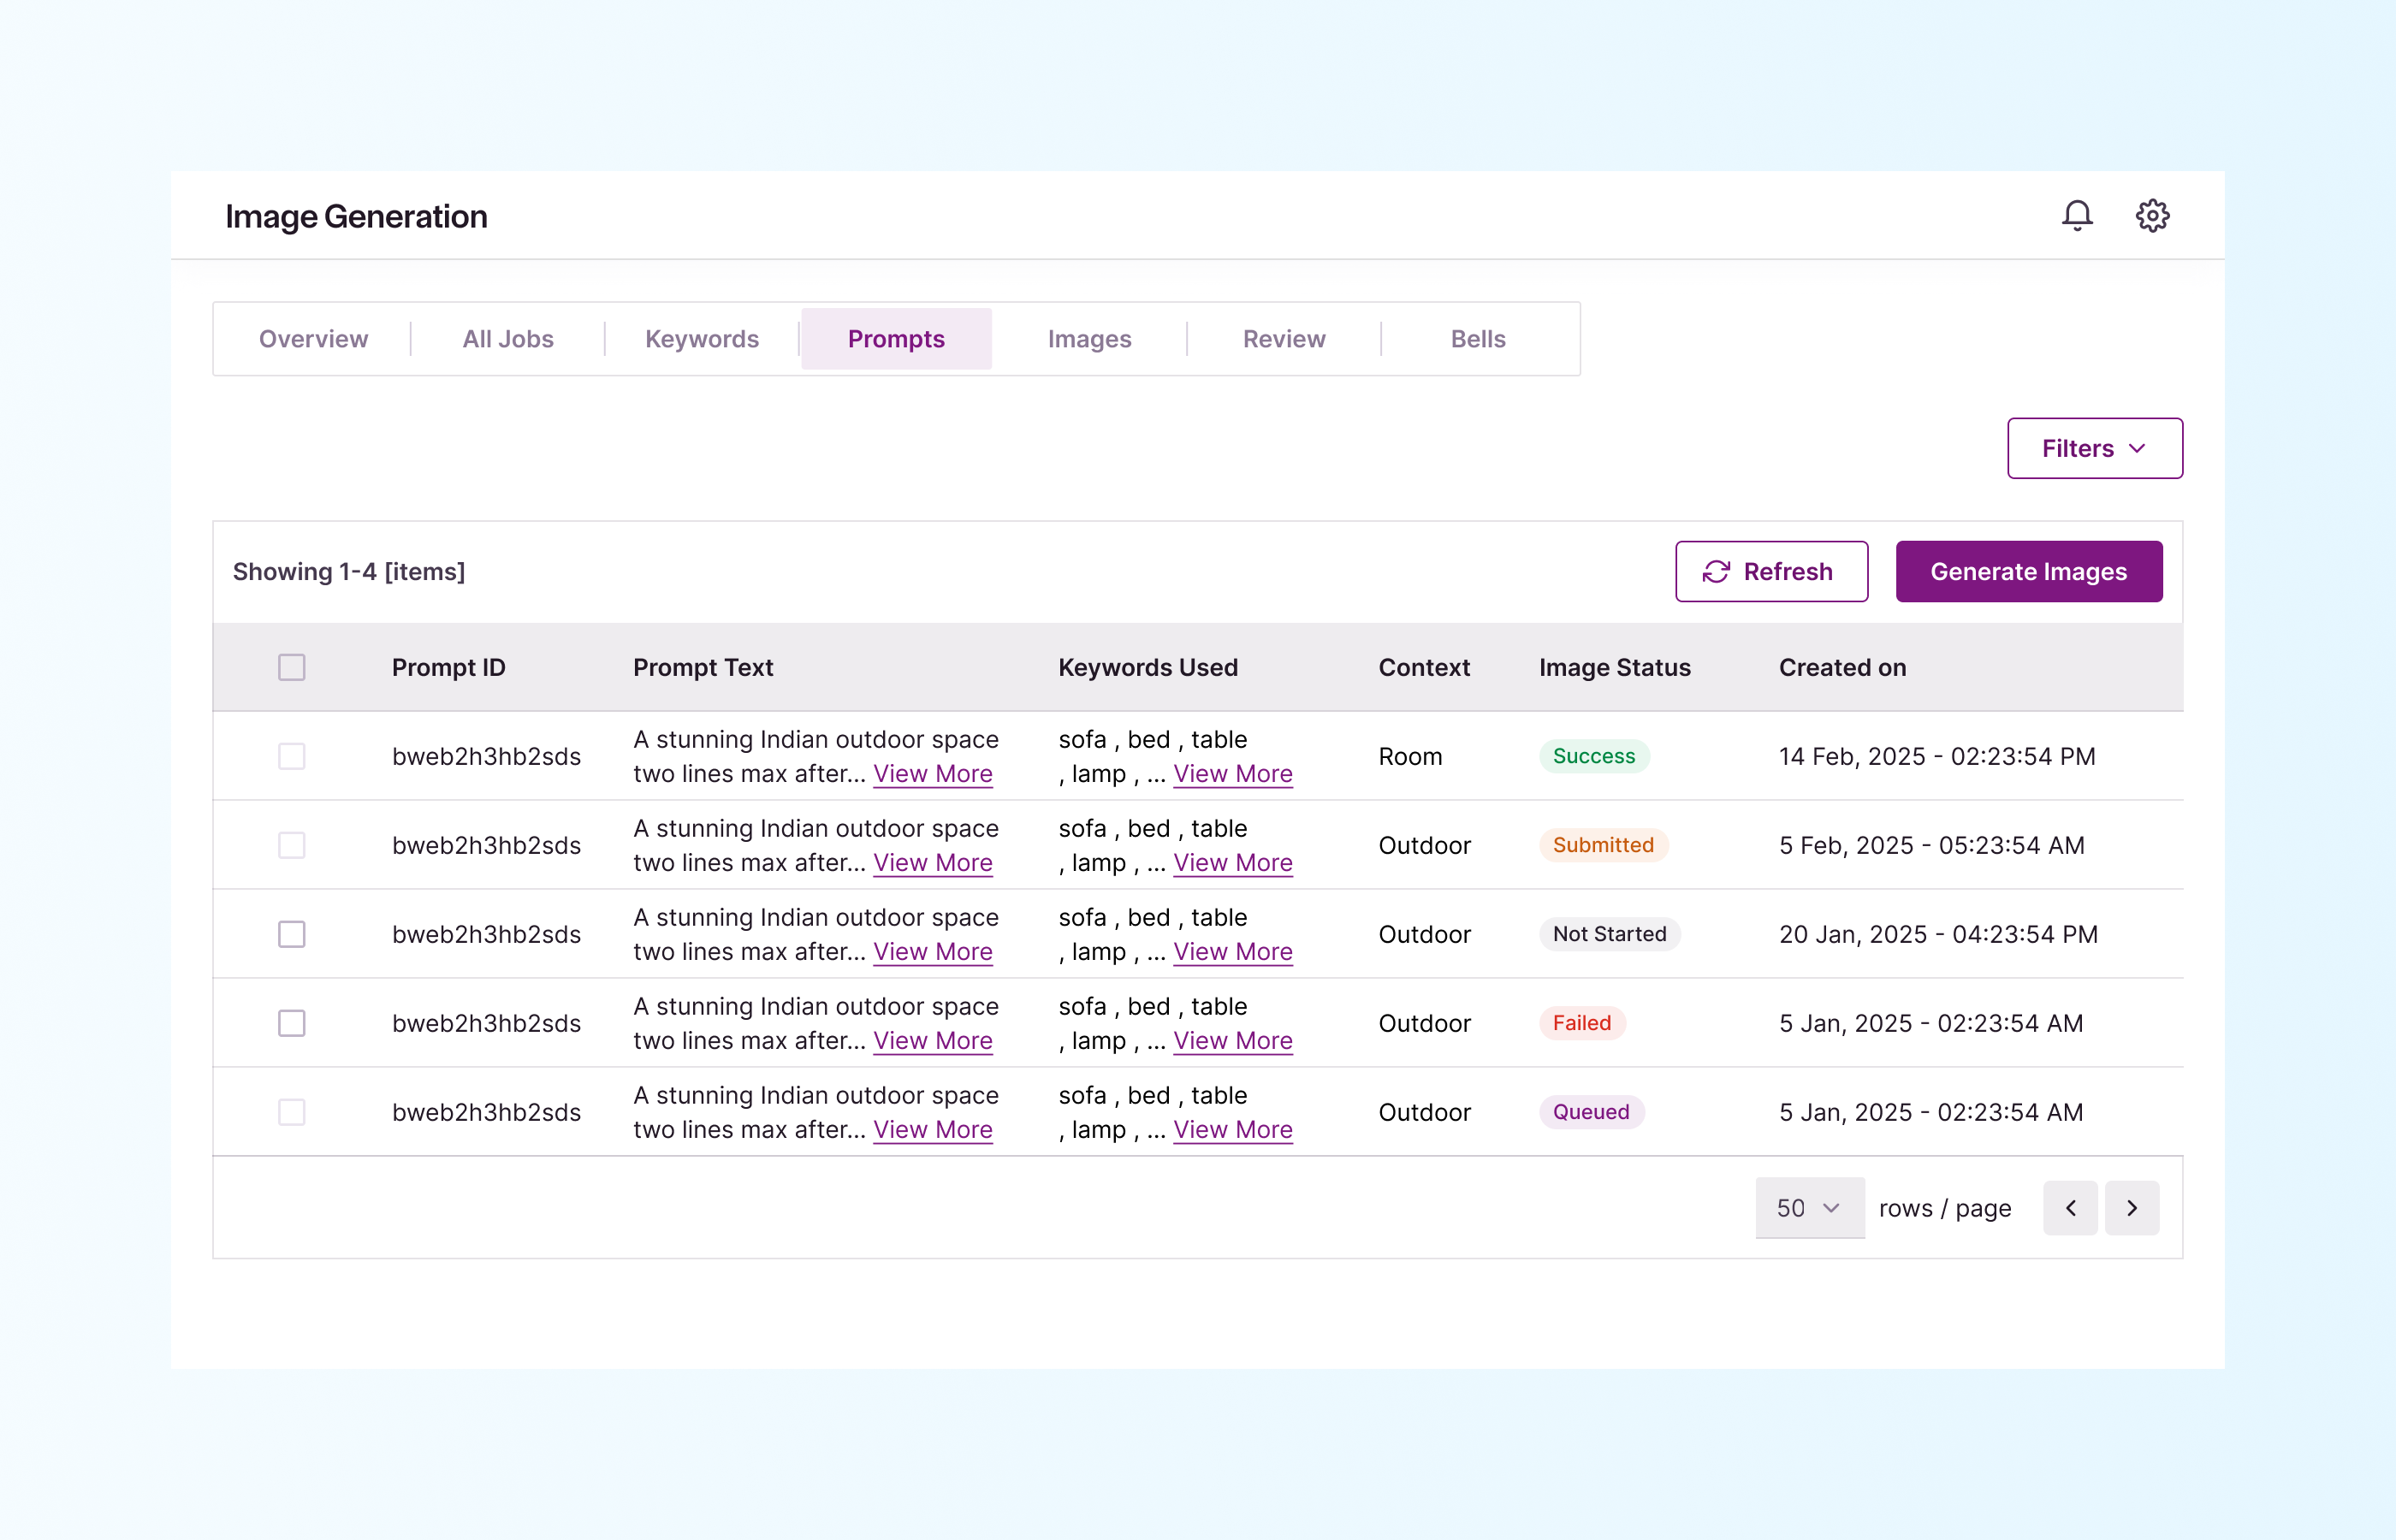 Image Generation
Overview All Jobs Keywords Prompts Images Review Bells
Filters
Showing 1-4 [items] Refresh Generate Images
Prompt ID Prompt Text Keywords Used Context Image Status Created on
A stunning Indian outdoor space sofa , bed , table
bweb2h3hb2sds Room Success 14 Feb, 2025 - 02:23:54 PM
two lines max after... View More , lamp , ... View More
A stunning Indian outdoor space sofa , bed , table
bweb2h3hb2sds Outdoor Submitted 5 Feb, 2025 - 05:23:54 AM
two lines max after... View More , lamp , ... View More
A stunning Indian outdoor space sofa , bed , table
bweb2h3hb2sds Outdoor Not Started 20 Jan, 2025 - 04:23:54 PM
two lines max after... View More , lamp , ... View More
A stunning Indian outdoor space sofa , bed , table
bweb2h3hb2sds Outdoor Failed 5 Jan, 2025 - 02:23:54 AM
two lines max after... View More , lamp , ... View More
A stunning Indian outdoor space sofa , bed , table
bweb2h3hb2sds Outdoor Queued 5 Jan, 2025 - 02:23:54 AM
two lines max after... View More , lamp , ... View More
50 rows / page